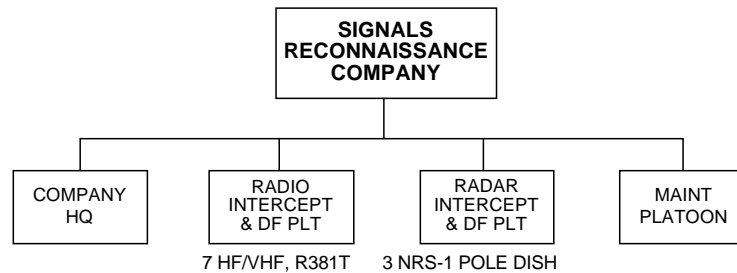 SIGNALS
RECONNAISSANCE
COMPANY
COMPANY
HQ
RADIO
INTERCEPT
& DF PLT
RADAR
INTERCEPT
& DF PLT
MAINT
PLATOON
7 HF/VHF, R381T
3 NRS-1 POLE DISH